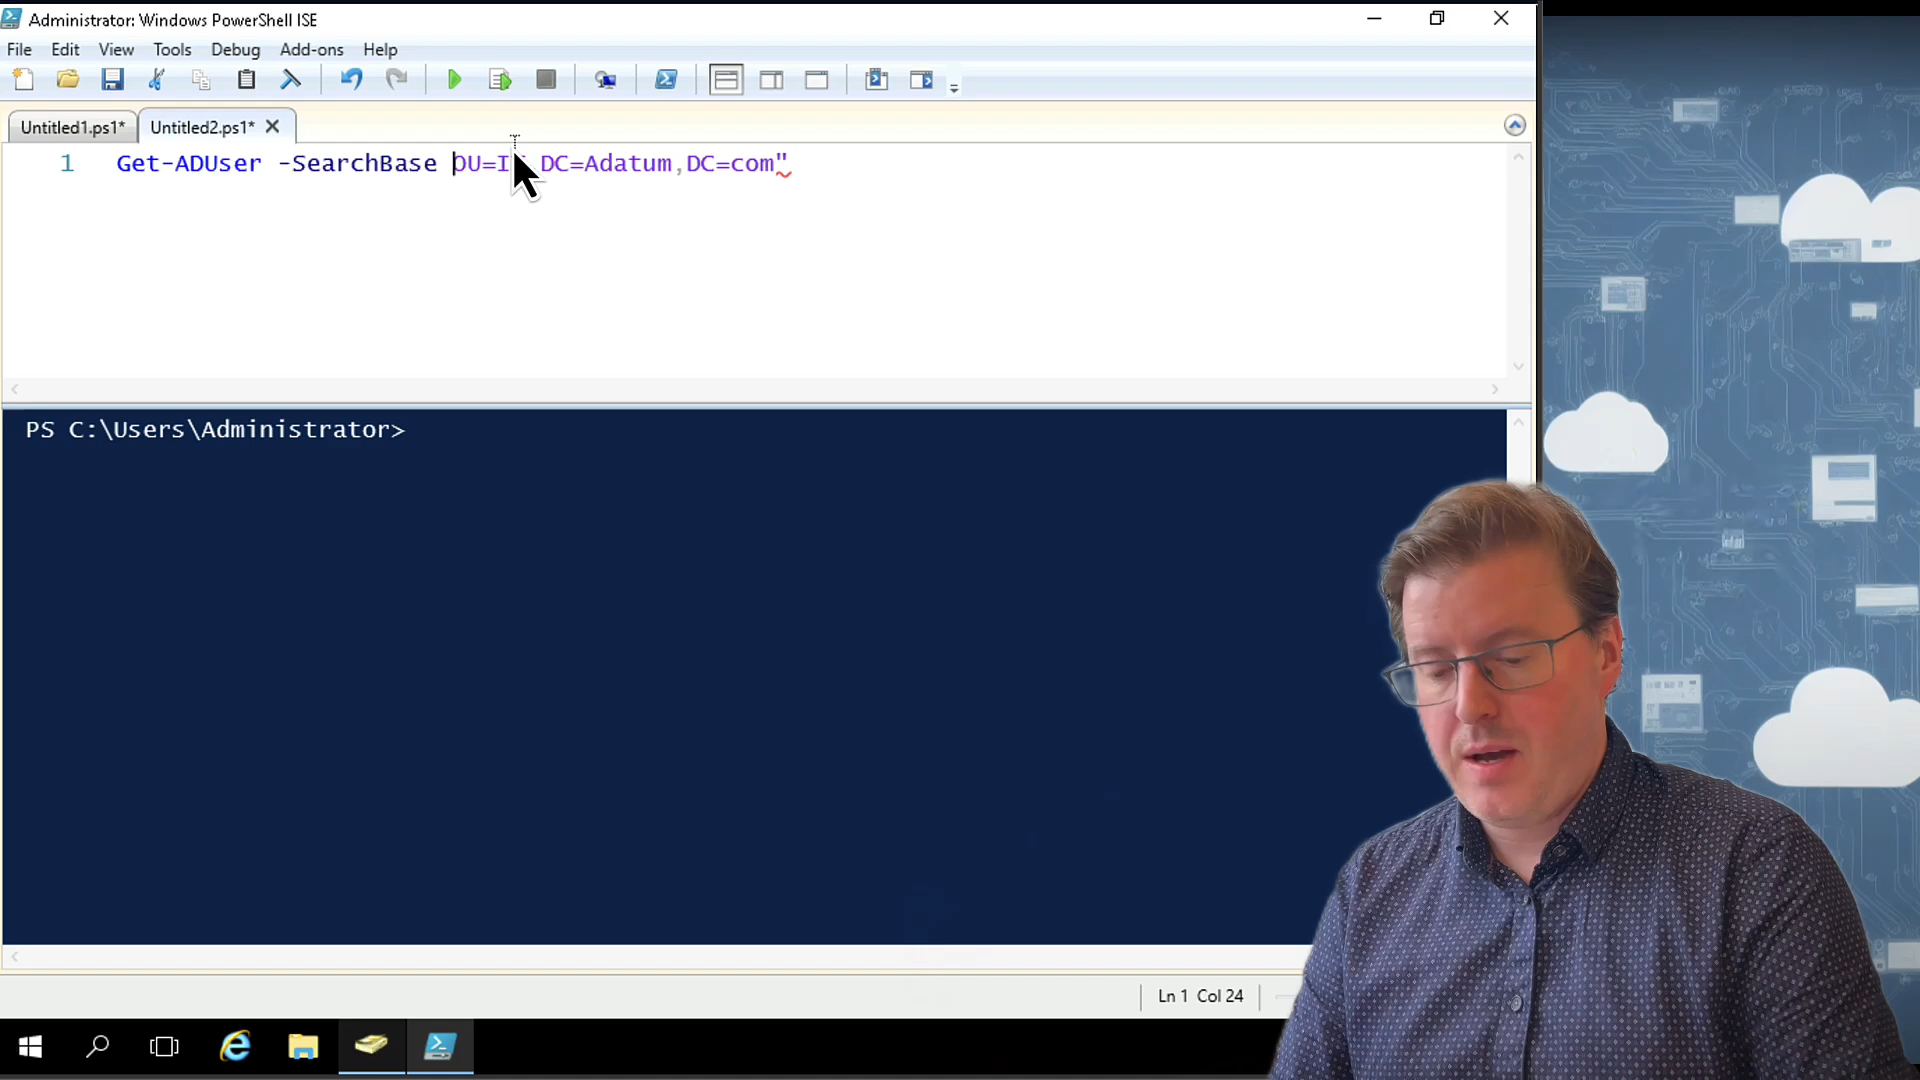 Administrator: Windows PowerShell ISE
File Edit View Tools Debug Add-ons Help
Untitled1.ps1* Untitled2.ps1*
1 Get-ADUser -SearchBase OU=I DC=Adatum,DC=com"
PS C:\Users\Administrator>
Ln 1 Col 24